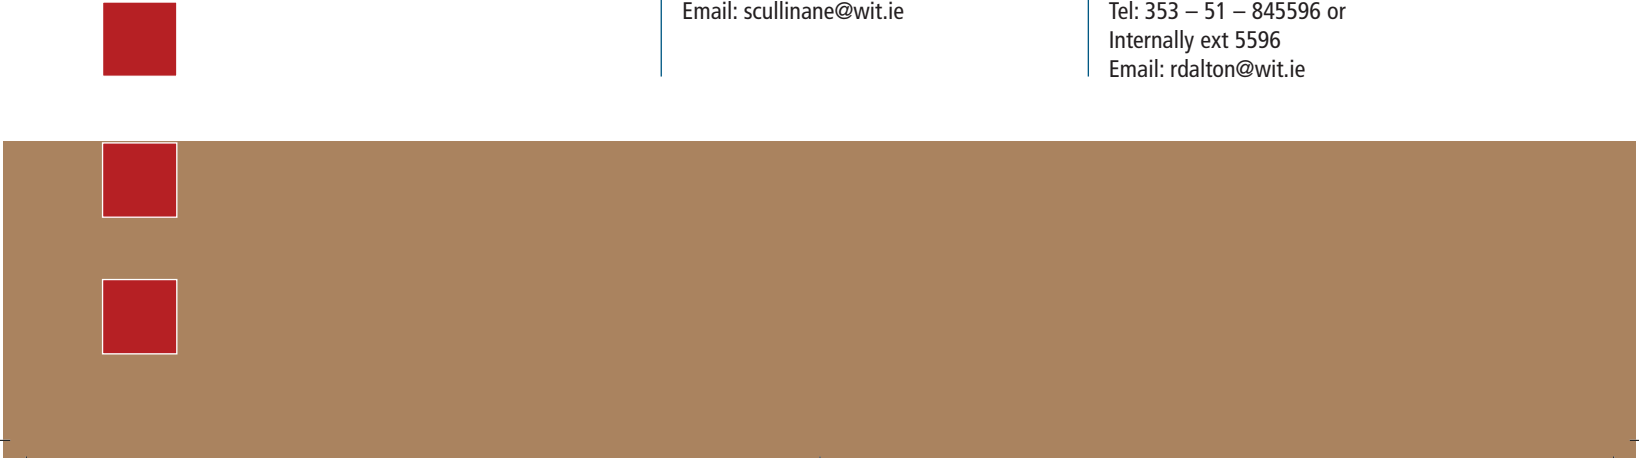 Email: scullinane@wit.ie
Tel: 353 – 51 – 845596 or
Internally ext 5596
Email: rdalton@wit.ie